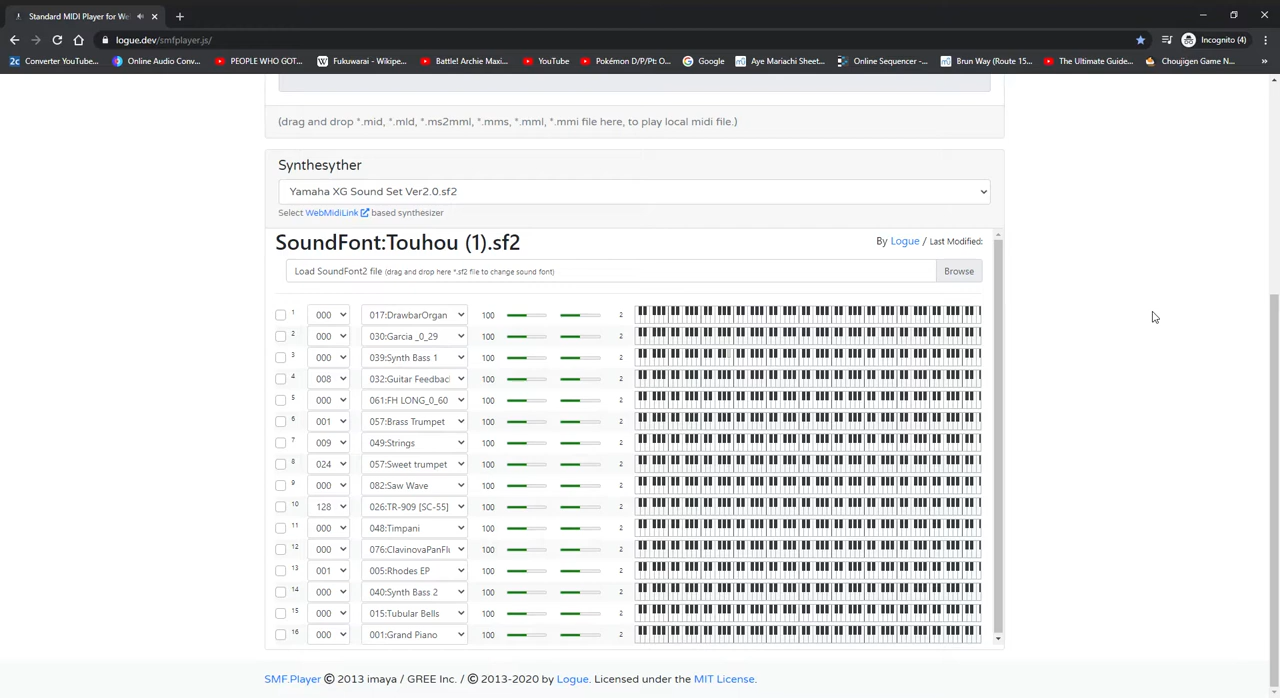 Standard MIDI Player for We
logue.dev/smfplayer.js/
Incognito (4)
Converter YouTube...
Online Audio Conv...
PEOPLE WHO GOT...
Fukuwarai - Wikipe...
Battle! Archie Maxi...
YouTube
Pokémon D/P/Pt: O...
Google
Aye Mariachi Sheet...
Online Sequencer -...
Brun Way (Route 15...
The Ultimate Guide...
Choujigen Game N...
(drag and drop *.mid, *.mld, *.ms2mml, *.mms, *.mml, *.mmi file here, to play local midi file.)
Synthesyther
Yamaha XG Sound Set Ver2.0.sf2
Select WebMidiLink based synthesizer
SoundFont:Touhou (1).sf2
By Logue / Last Modified:
Load SoundFont2 file (drag and drop here *.sf2 file to change sound font)
Browse
1 000 017:DrawbarOrgan 100 2
2 000 030:Garcia _0_29 100 2
3 000 039:Synth Bass 1 100 2
4 008 032:Guitar Feedbac 100 2
5 000 061:FH LONG_0_60 100 2
6 001 057:Brass Trumpet 100 2
7 009 049:Strings 100 2
8 024 057:Sweet trumpet 100 2
9 000 082:Saw Wave 100 2
10 128 026:TR-909 [SC-55] 100 2
11 000 048:Timpani 100 2
12 000 076:ClavinovaPanFlu 100 2
13 001 005:Rhodes EP 100 2
14 000 040:Synth Bass 2 100 2
15 000 015:Tubular Bells 100 2
16 000 001:Grand Piano 100 2
SMF.Player © 2013 imaya / GREE Inc. / © 2013-2020 by Logue. Licensed under the MIT License.